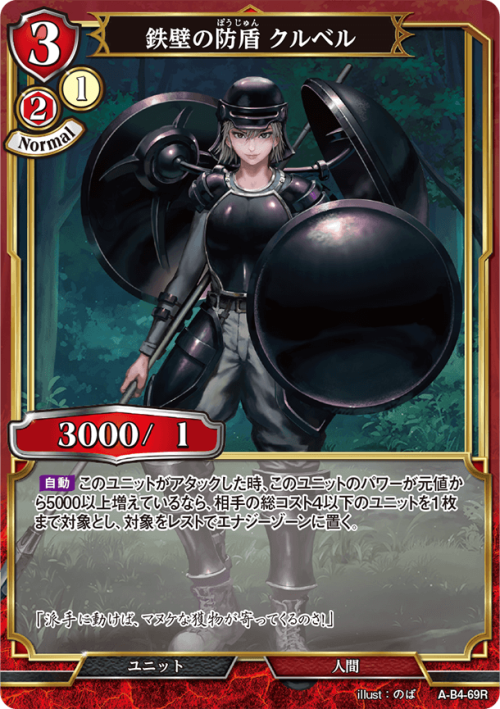 3
ぼうじゅん
鉄壁の防盾 クルベル
2
1
Normal
3000/ 1
自動 このユニットがアタックした時、このユニットのパワーが元値か
ら5000以上増えているなら、相手の総コスト4以下のユニットを1枚
まで対象とし、対象をレストでエナジーゾーンに置く。
「派手に動けば、マヌケな獲物が寄ってくるのさ!」
ユニット
人間
illust：のば
A-B4-69R